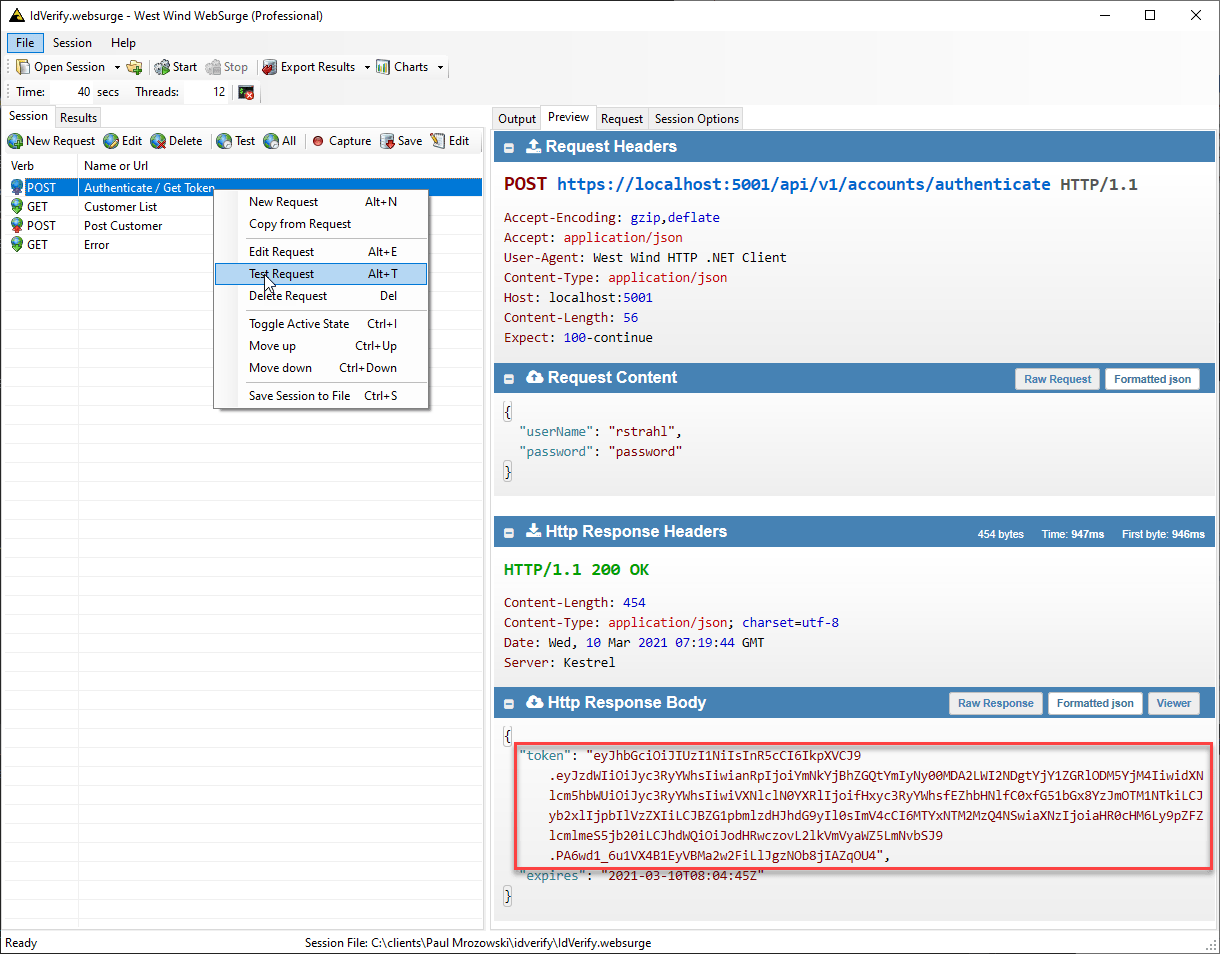 IdVerify.websurge - West Wind WebSurge (Professional)
File Session Help
Open Session Start Stop Export Results Charts
Time: 40 secs Threads: 12
Session Results
New Request Edit Delete Test All Capture Save Edit
Verb Name or Url
POST Authenticate / Get Token
GET Customer List
POST Post Customer
GET Error
New Request Alt+N
Copy from Request
Edit Request Alt+E
Test Request Alt+T
Delete Request Del
Toggle Active State Ctrl+I
Move up Ctrl+Up
Move down Ctrl+Down
Save Session to File Ctrl+S
Output Preview Request Session Options
Request Headers
POST https://localhost:5001/api/v1/accounts/authenticate HTTP/1.1
Accept-Encoding: gzip,deflate
Accept: application/json
User-Agent: West Wind HTTP .NET Client
Content-Type: application/json
Host: localhost:5001
Content-Length: 56
Expect: 100-continue
Request Content Raw Request Formatted json
{
"userName": "rstrahl",
"password": "password"
}
Http Response Headers 454 bytes Time: 947ms First byte: 946ms
HTTP/1.1 200 OK
Content-Length: 454
Content-Type: application/json; charset=utf-8
Date: Wed, 10 Mar 2021 07:19:44 GMT
Server: Kestrel
Http Response Body Raw Response Formatted json Viewer
{
"token": "eyJhbGciOiJIUzI1NiIsInR5cCI6IkpXVCJ9
.eyJzdWIiOiJyc3RyYWhsIiwianRpIjoiYmNkYjBhZGQtYmIyNy00MDA2LWI2NDgtYjY1ZGRlODM5YjM4IiwidXN
lcm5hbWUiOiJyc3RyYWhsIiwiVXNlclN0YXRlIjoifHxyc3RyYWhsfEZhbHNlfC0xfG51bGx8YzJmOTM1NTkiLCJ
yb2xlIjpbIlVzZXIiLCJBZG1pbmlzdHJhdG9yIl0sImV4cCI6MTYxNTM2MzQ4NSwiaXNzIjoiaHR0cHM6Ly9pZFZ
lcmlmeS5jb20iLCJhdWQiOiJodHRwczovL2lkVmVyaWZ5LmNvbSJ9
.PA6wd1_6u1VX4B1EyVBMa2w2FiLlJgzNOb8jIAZqOU4",
"expires": "2021-03-10T08:04:45Z"
}
Ready Session File: C:\clients\Paul Mrozowski\idverify\IdVerify.websurge